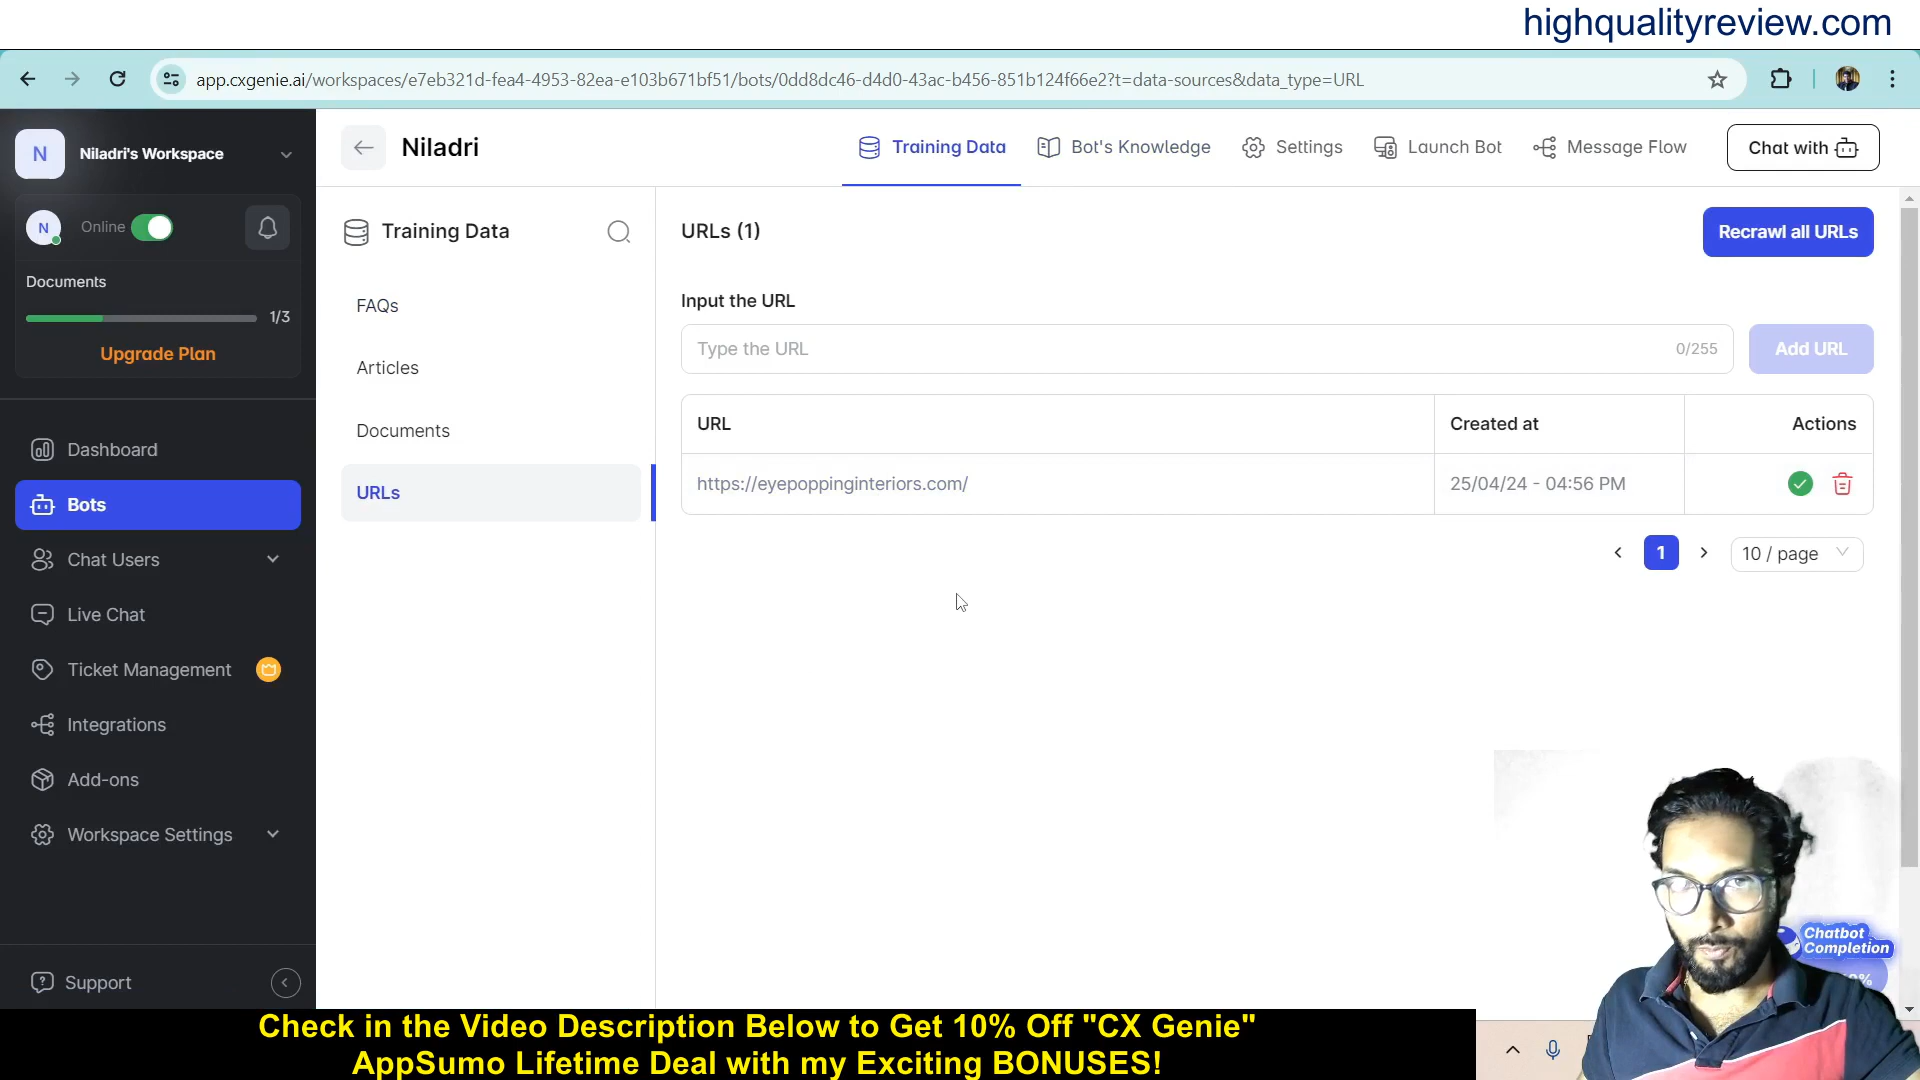 highqualityreview.com
app.cxgenie.ai/workspaces/e7eb321d-fea4-4953-82ea-e103b671bf51/bots/0dd8dc46-d4d0-43ac-b456-851b124f66e2?t=data-sources&data_type=URL
N Niladri's Workspace
N Online
Documents
1/3
Upgrade Plan
Dashboard
Bots
Chat Users
Live Chat
Ticket Management
Integrations
Add-ons
Workspace Settings
Support
Niladri
Training Data Bot's Knowledge Settings Launch Bot Message Flow Chat with
Training Data
FAQs
Articles
Documents
URLs
URLs (1)
Recrawl all URLs
Input the URL
Type the URL 0/255 Add URL
URL Created at Actions
https://eyepoppinginteriors.com/ 25/04/24 - 04:56 PM
1 10 / page
Chatbot
Completion
Check in the Video Description Below to Get 10% Off "CX Genie"
AppSumo Lifetime Deal with my Exciting BONUSES!